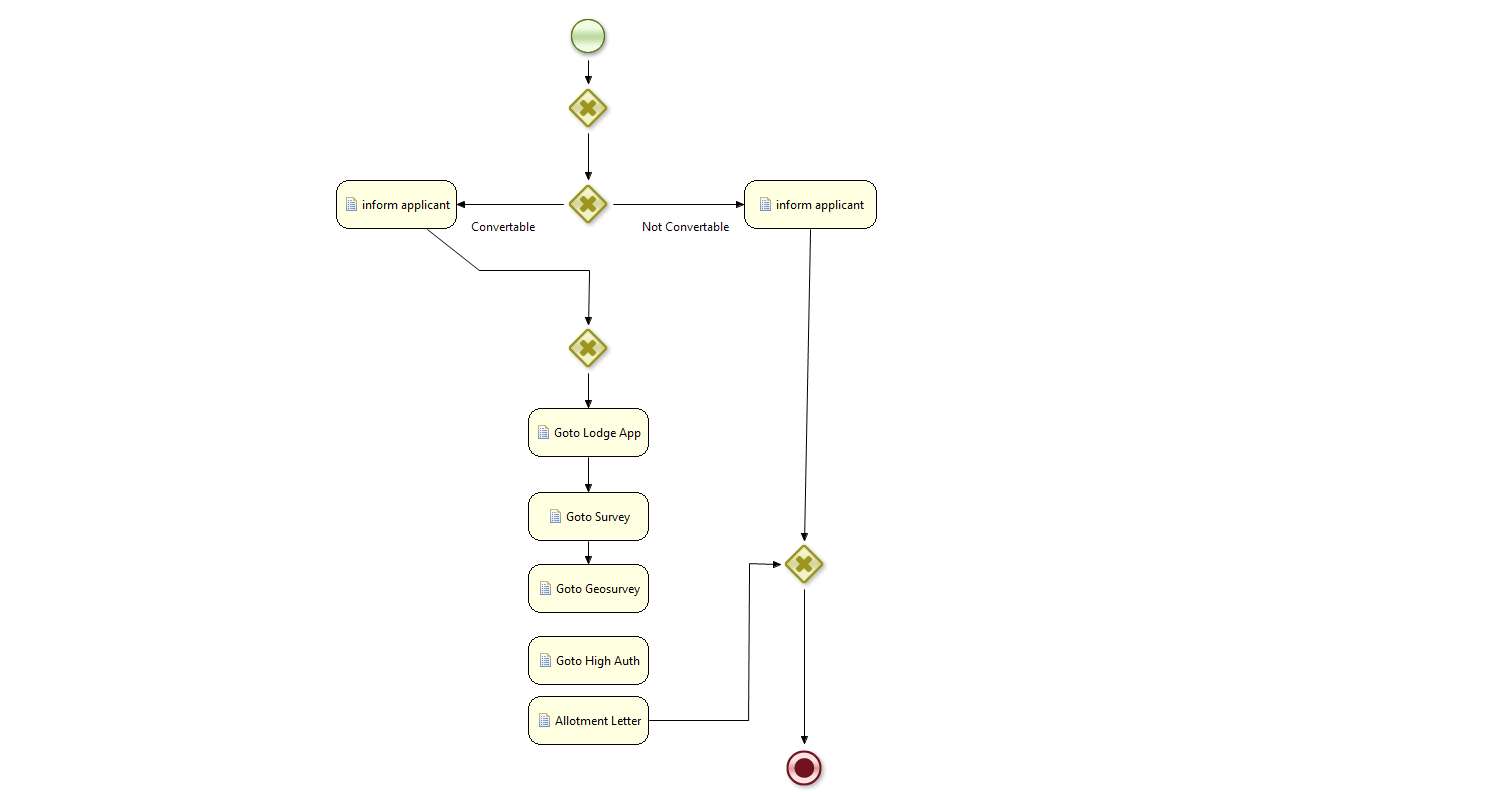 inform applicant
inform applicant
Convertable
Not Convertable
Goto Lodge App
Goto Survey
Goto Geosurvey
Goto High Auth
Allotment Letter